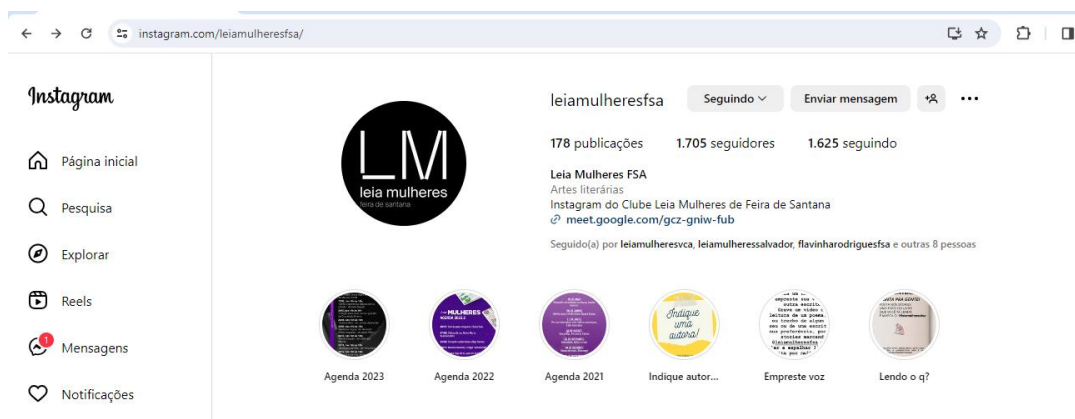 instagram.com/leiamulheresfsa/
Instagram
Página inicial
Pesquisa
Explorar
Reels
1
Mensagens
Notificações
LM
leia mulheres
feira de santana
leiamulheresfsa Seguindo Enviar mensagem
178 publicações 1.705 seguidores 1.625 seguindo
Leia Mulheres FSA
Artes literárias
Instagram do Clube Leia Mulheres de Feira de Santana
meet.google.com/gcz-gniw-fub
Seguido(a) por leiamulheresvca, leiamulheressalvador, flavinharodriguesfsa e outras 8 pessoas
MULHERES
Indique
uma
autora!
Agenda 2023 Agenda 2022 Agenda 2021 Indique autor... Empreste voz Lendo o q?